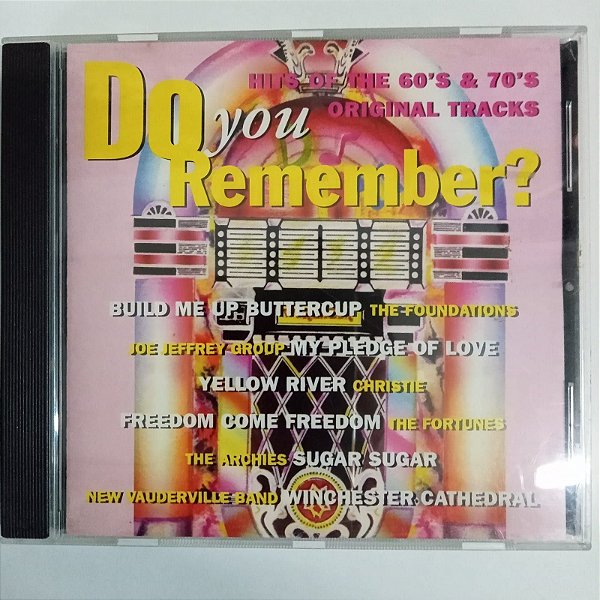 HITS OF THE 60'S & 70'S
ORIGINAL TRACKS
Do you
Remember?
BUILD ME UP BUTTERCUP THE FOUNDATIONS
JOE JEFFREY GROUP MY PLEDGE OF LOVE
YELLOW RIVER CHRISTIE
FREEDOM COME FREEDOM THE FORTUNES
THE ARCHIES SUGAR SUGAR
NEW VAUDERVILLE BAND WINCHESTER CATHEDRAL